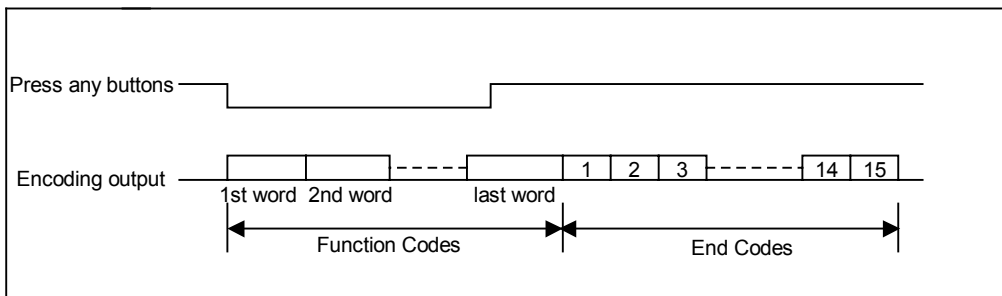 Press any buttons
Encoding output
1 2 3 14 15
1st word 2nd word last word
Function Codes End Codes